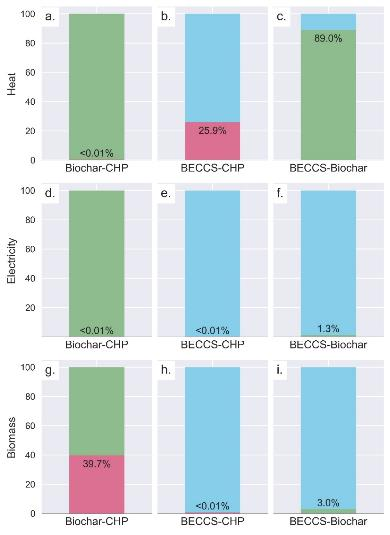 a.
b.
c.
100
80
60
40
20
0
Heat
<0.01%
25.9%
89.0%
Biochar-CHP
BECCS-CHP
BECCS-Biochar
d.
e.
f.
100
80
60
40
20
Electricity
<0.01%
<0.01%
1.3%
Biochar-CHP
BECCS-CHP
BECCS-Biochar
g.
h.
i.
100
80
60
40
20
0
Biomass
39.7%
<0.01%
3.0%
Biochar-CHP
BECCS-CHP
BECCS-Biochar